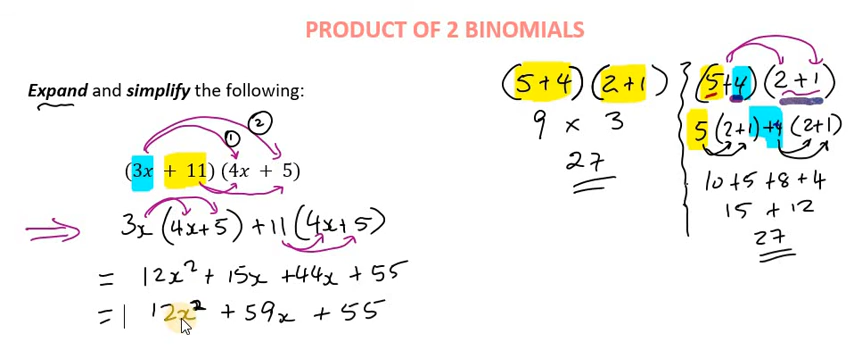 PRODUCT OF 2 BINOMIALS
Expand and simplify the following:
① ②
(3x + 11) (4x + 5)
⇒ 3x (4x+5) + 11 (4x+5)
= 12x² + 15x + 44x + 55
= 12x² + 59x + 55
(5+4) (2+1)
9 × 3
27
(5+4) (2+1)
5 (2+1) + 4 (2+1)
10 + 5 + 8 + 4
15 + 12
27